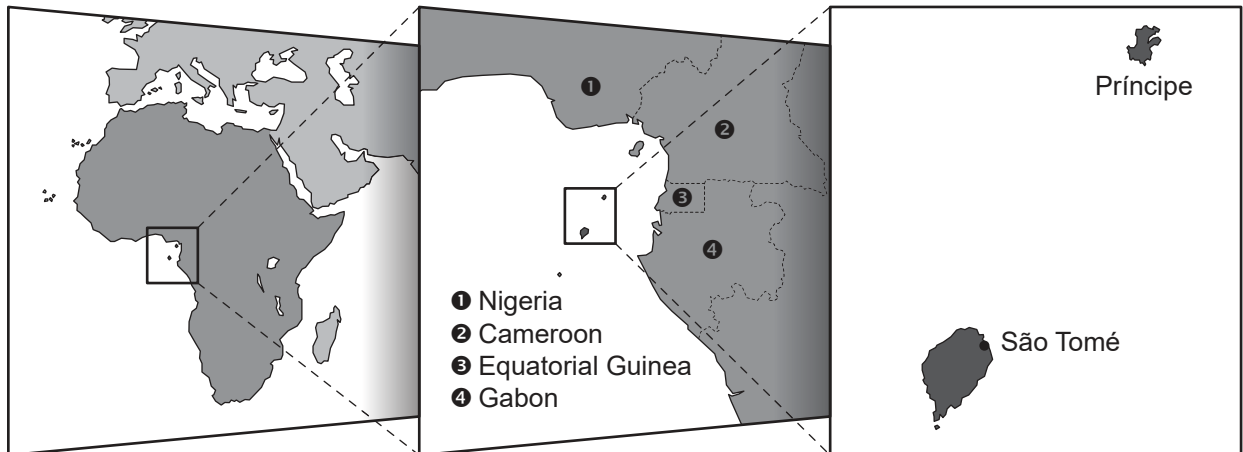 ❶
❷
❸
❹
❶ Nigeria
❷ Cameroon
❸ Equatorial Guinea
❹ Gabon
Príncipe
São Tomé